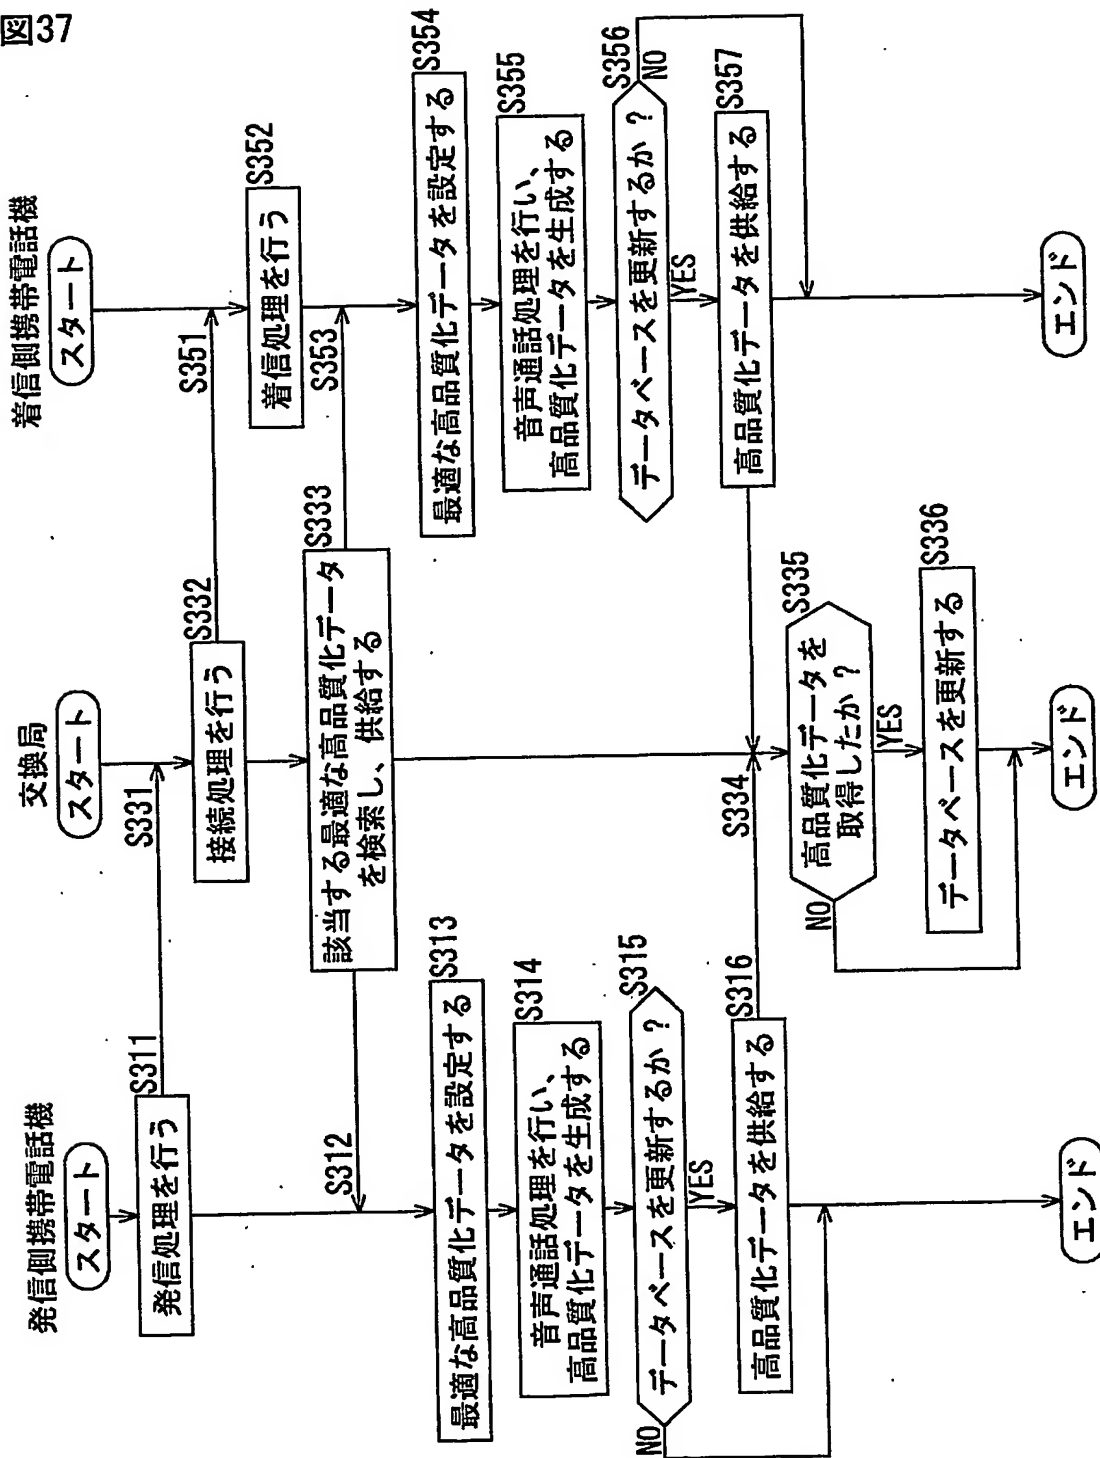 図37
発信側携帯電話機
スタート
S311
発信処理を行う
S312
S313
最適な高品質化データを設定する
S314
音声通話処理を行い、
高品質化データを生成する
S315
データベースを更新するか?
NO
YES
S316
高品質化データを供給する
エンド
交換局
スタート
S331
S332
接続処理を行う
S333
該当する最適な高品質化データ
を検索し、供給する
S334
S335
高品質化データを
取得したか?
NO
YES
S336
データベースを更新する
エンド
着信側携帯電話機
スタート
S351
S352
着信処理を行う
S353
S354
最適な高品質化データを設定する
S355
音声通話処理を行い、
高品質化データを生成する
S356
データベースを更新するか?
NO
YES
S357
高品質化データを供給する
エンド